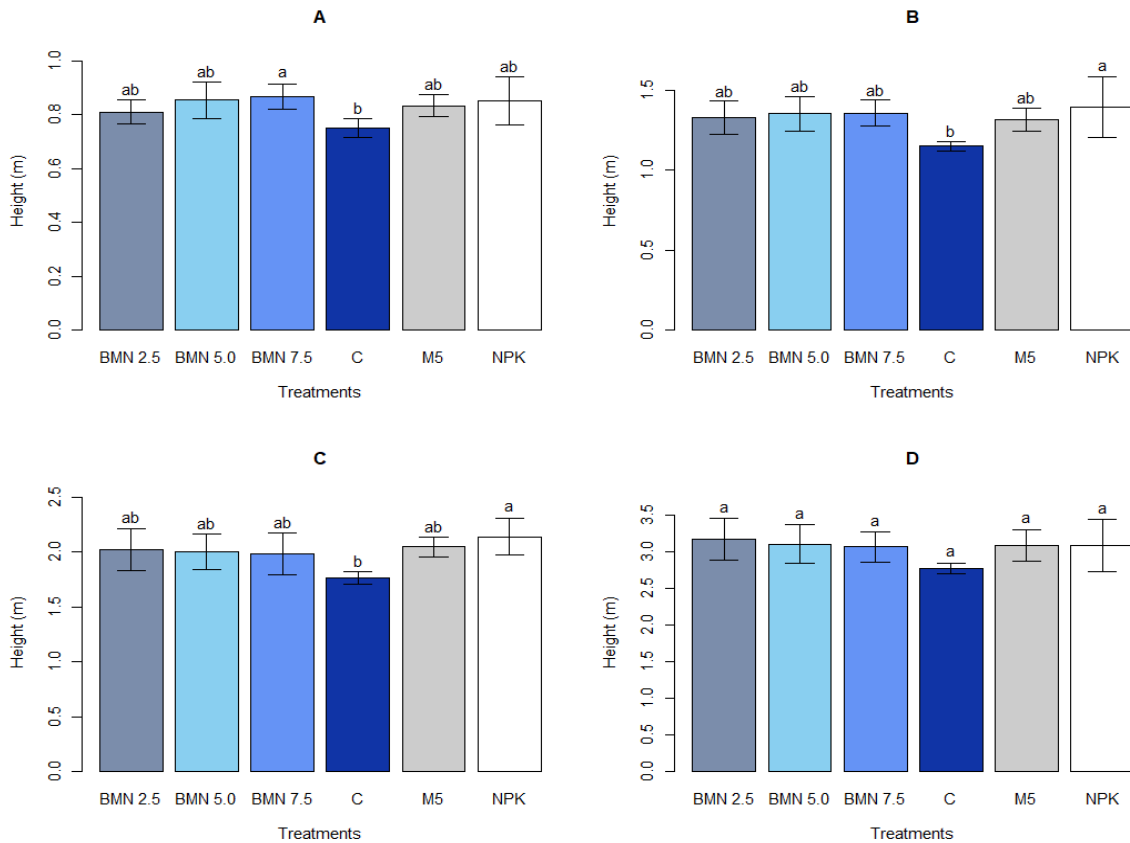 A
Height (m)
1.0
0.8
0.6
0.4
0.2
0.0
ab ab a b ab ab
BMN 2.5 BMN 5.0 BMN 7.5 C M5 NPK
Treatments
B
Height (m)
1.5
1.0
0.5
0.0
ab ab ab b ab a
BMN 2.5 BMN 5.0 BMN 7.5 C M5 NPK
Treatments
C
Height (m)
2.5
2.0
1.5
1.0
0.5
0.0
ab ab ab b ab a
BMN 2.5 BMN 5.0 BMN 7.5 C M5 NPK
Treatments
D
Height (m)
3.5
3.0
2.5
2.0
1.5
1.0
0.5
0.0
a a a a a a
BMN 2.5 BMN 5.0 BMN 7.5 C M5 NPK
Treatments